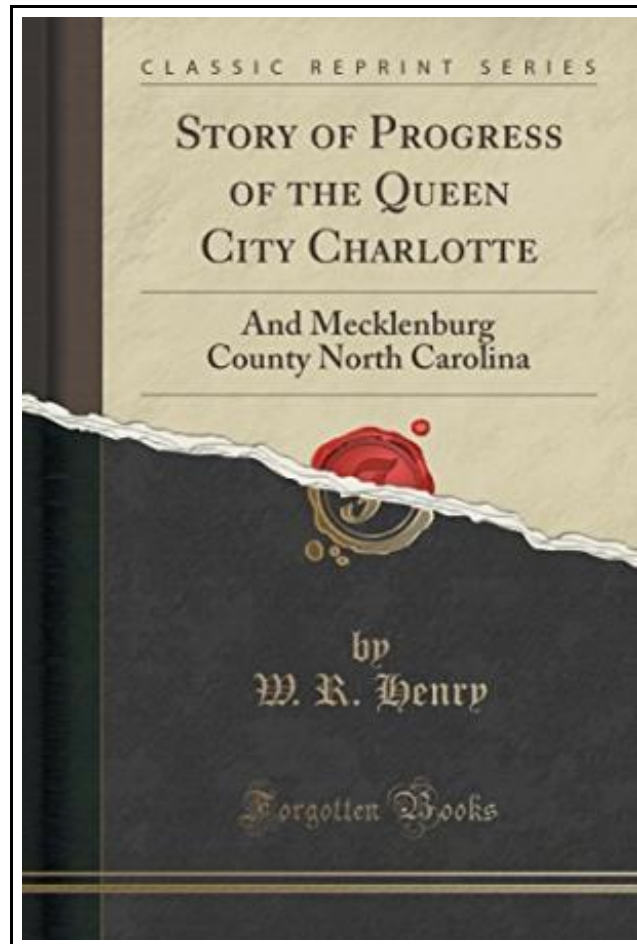 CLASSIC REPRINT SERIES
STORY OF PROGRESS
OF THE QUEEN
CITY CHARLOTTE
And Mecklenburg
County North Carolina
by
W. R. Henry
Forgotten Books